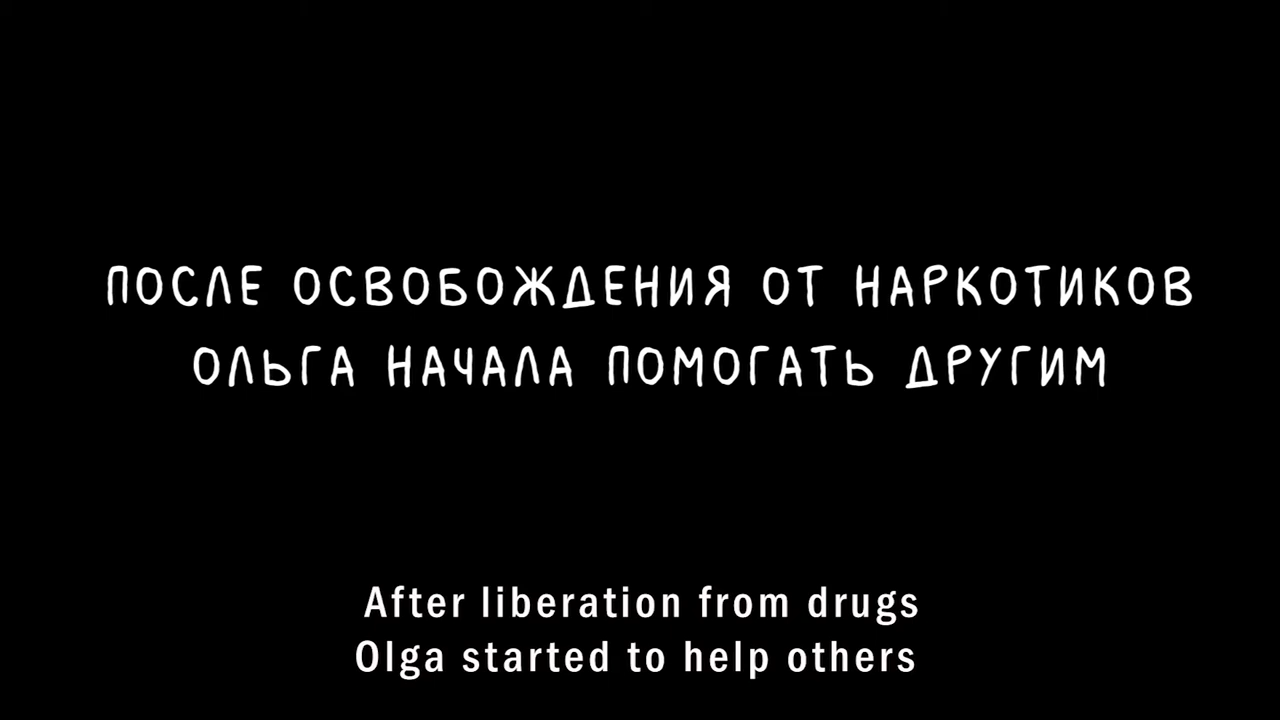 ПОСЛЕ ОСВОБОЖДЕНИЯ ОТ НАРКОТИКОВ
ОЛЬГА НАЧАЛА ПОМОГАТЬ ДРУГИМ
After liberation from drugs
Olga started to help others